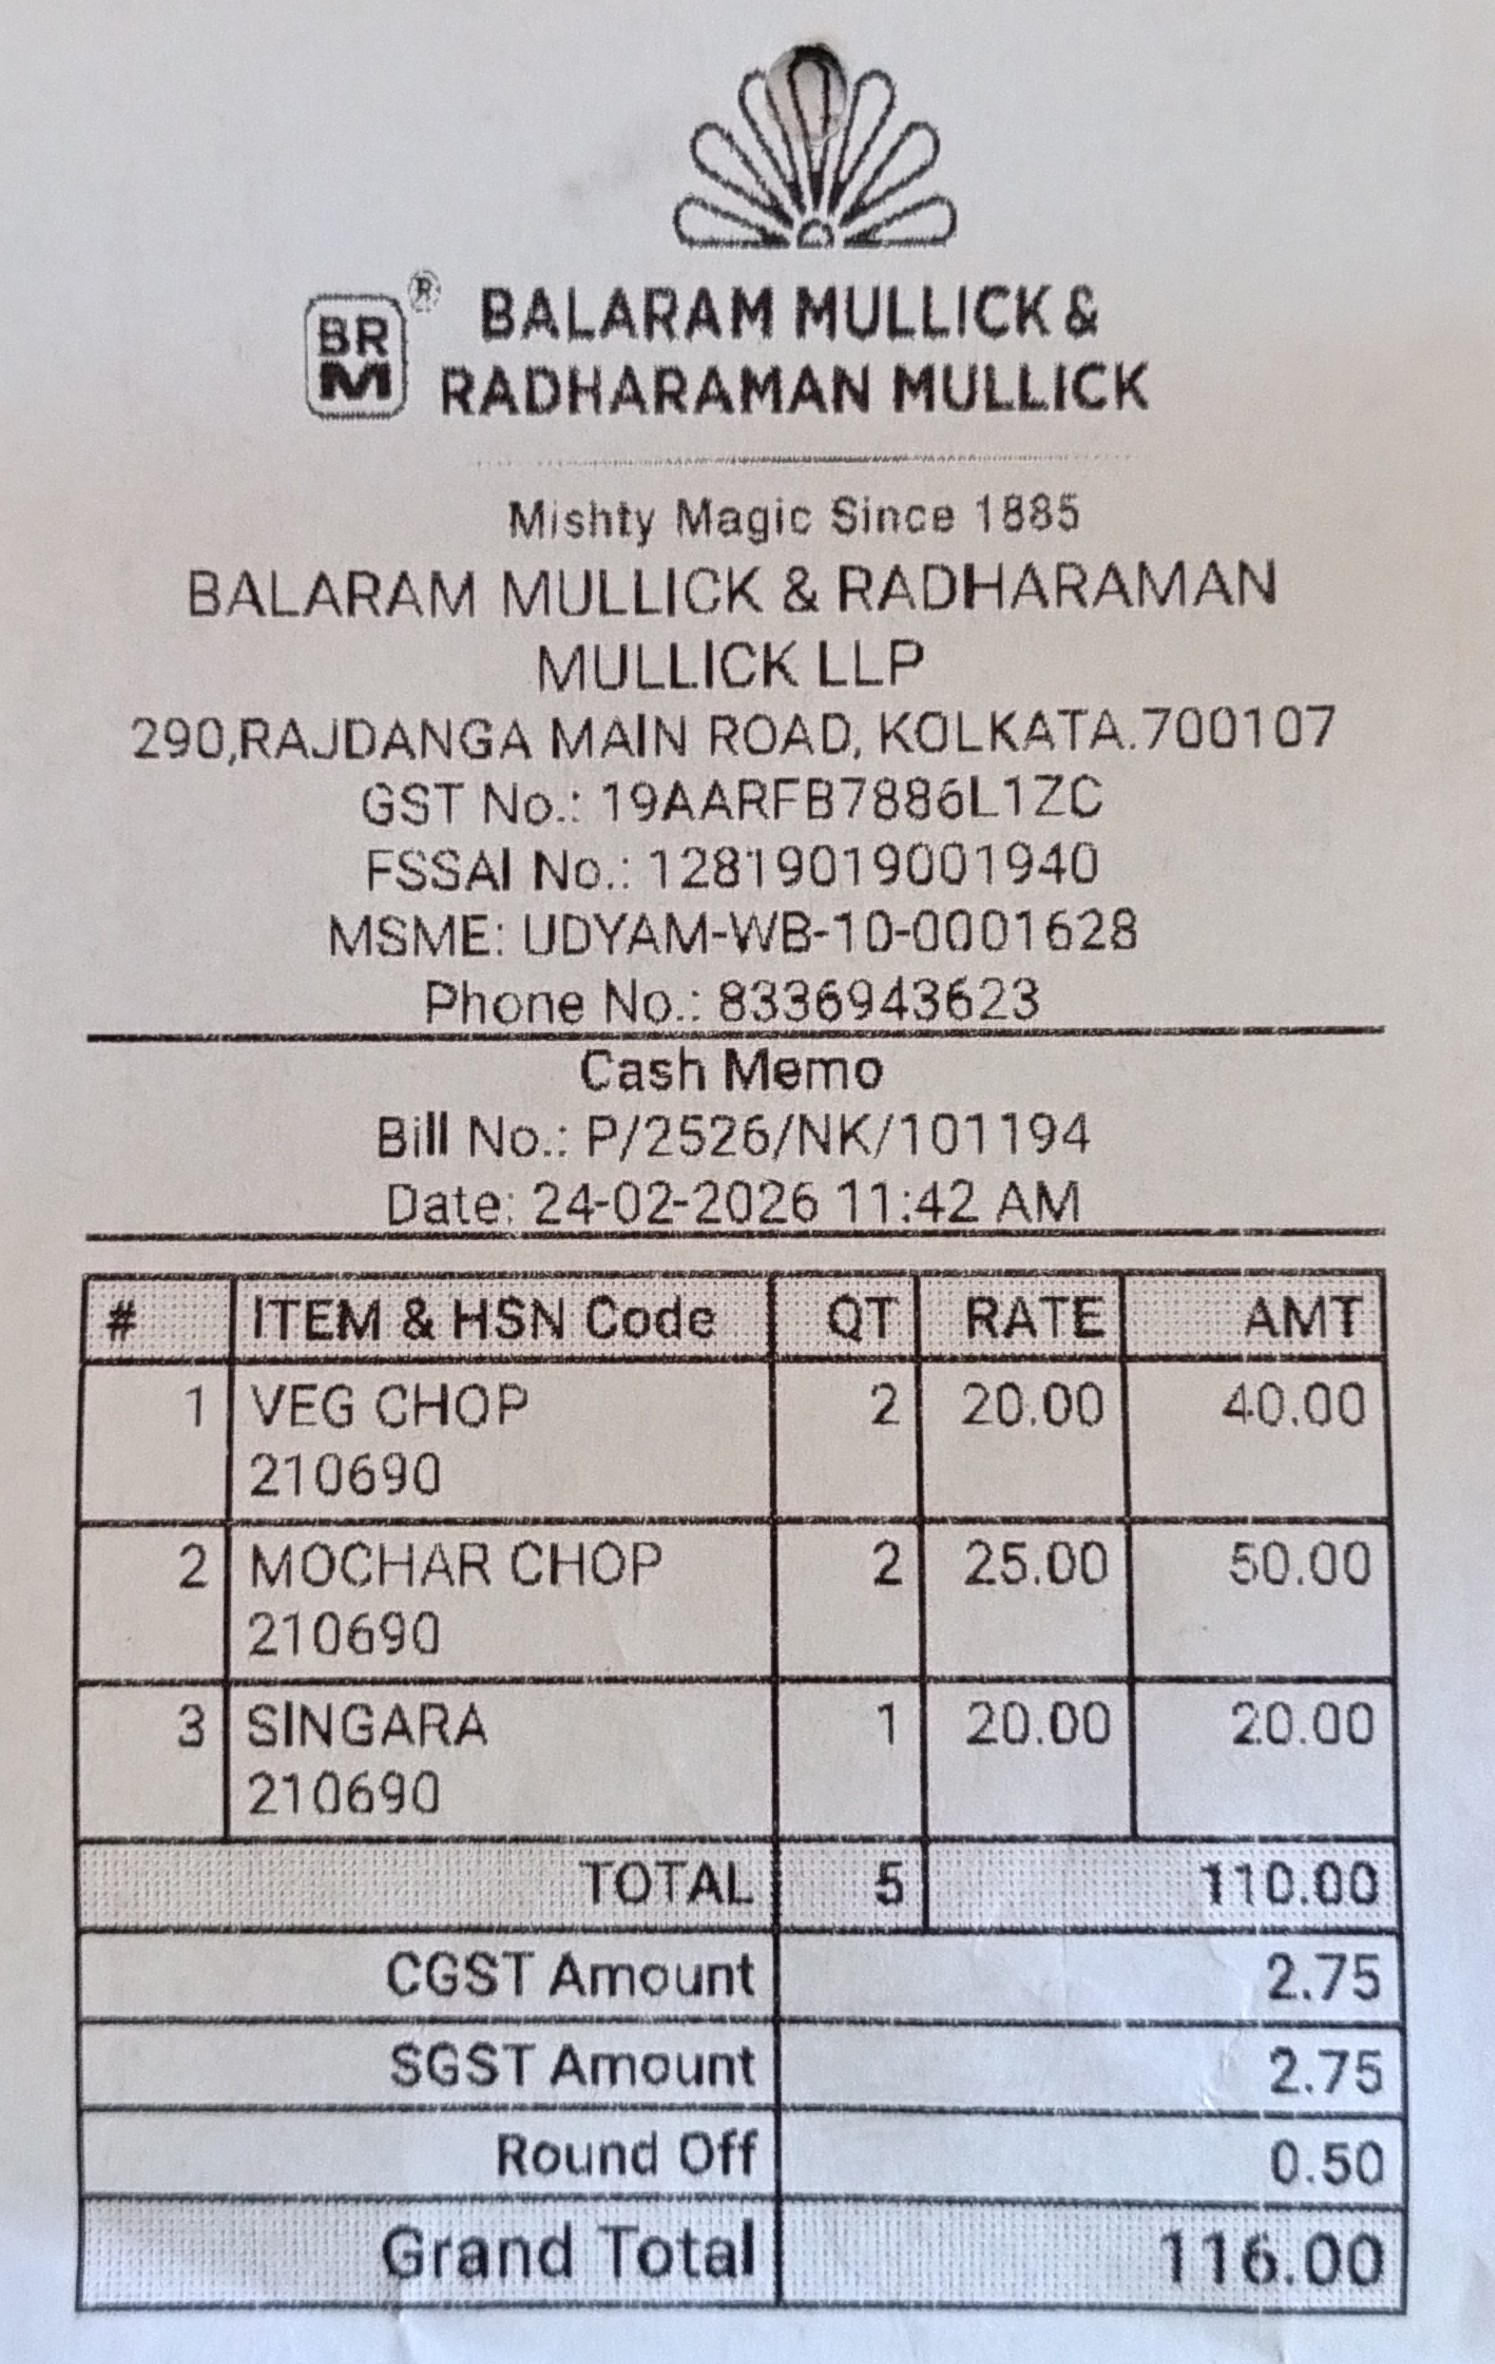 BRM ® BALARAM MULLICK &
RADHARAMAN MULLICK
Mishty Magic Since 1885
BALARAM MULLICK & RADHARAMAN
MULLICK LLP
290,RAJDANGA MAIN ROAD, KOLKATA.700107
GST No.: 19AARFB7886L1ZC
FSSAI No.: 12819019001940
MSME: UDYAM-WB-10-0001628
Phone No.: 8336943623
Cash Memo
Bill No.: P/2526/NK/101194
Date: 24-02-2026 11:42 AM
# ITEM & HSN Code QT RATE AMT
1 VEG CHOP 2 20.00 40.00
210690
2 MOCHAR CHOP 2 25.00 50.00
210690
3 SINGARA 1 20.00 20.00
210690
TOTAL 5 110.00
CGST Amount 2.75
SGST Amount 2.75
Round Off 0.50
Grand Total 116.00